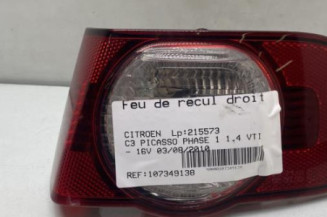 Feu de recul droit
CITROEN Lp:215573
C3 PICASSO PHASE 1 1.4 VTI
- 16V 03/08/2010
REF:107349138